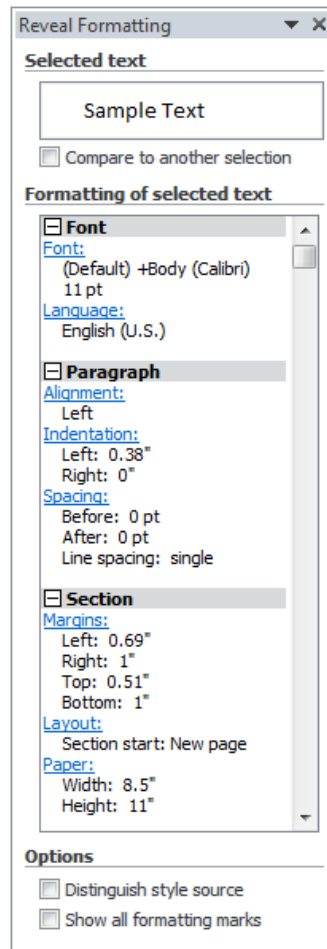 Reveal Formatting
Selected text
Sample Text
Compare to another selection
Formatting of selected text
Font
Font:
(Default) +Body (Calibri)
11 pt
Language:
English (U.S.)
Paragraph
Alignment:
Left
Indentation:
Left: 0.38"
Right: 0"
Spacing:
Before: 0 pt
After: 0 pt
Line spacing: single
Section
Margins:
Left: 0.69"
Right: 1"
Top: 0.51"
Bottom: 1"
Layout:
Section start: New page
Paper:
Width: 8.5"
Height: 11"
Options
Distinguish style source
Show all formatting marks